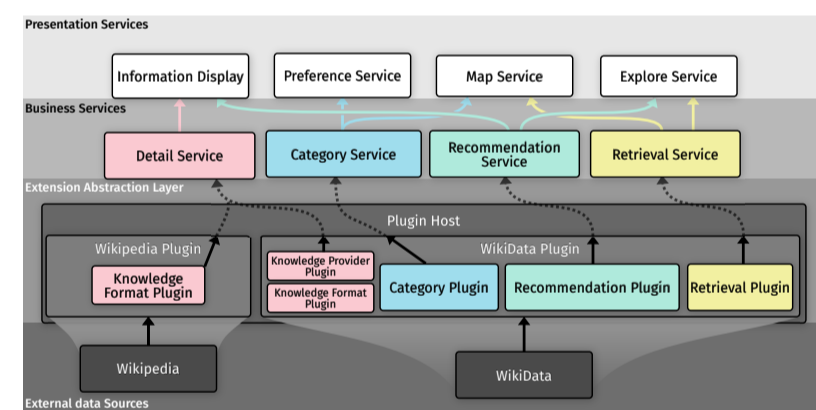 Presentation Services
Information Display
Preference Service
Map Service
Explore Service
Business Services
Detail Service
Category Service
Recommendation
Service
Retrieval Service
Extension Abstraction Layer
Plugin Host
Wikipedia Plugin
WikiData Plugin
Knowledge
Format Plugin
Knowledge Provider
Plugin
Knowledge Format
Plugin
Category Plugin
Recommendation Plugin
Retrieval Plugin
Wikipedia
WikiData
External data Sources